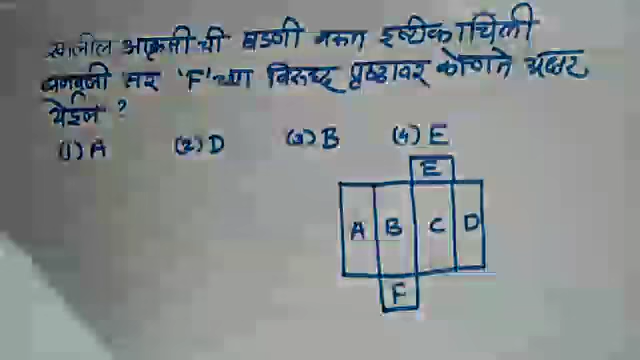 खालील आकृती ची घडणी करून इष्टीकाचिती
बनवली तर 'F' च्या विरुध्द पृष्ठावर कोणते अक्षर
येईल ?
(1) A (2) D (3) B (4) E
E
A B C D
F